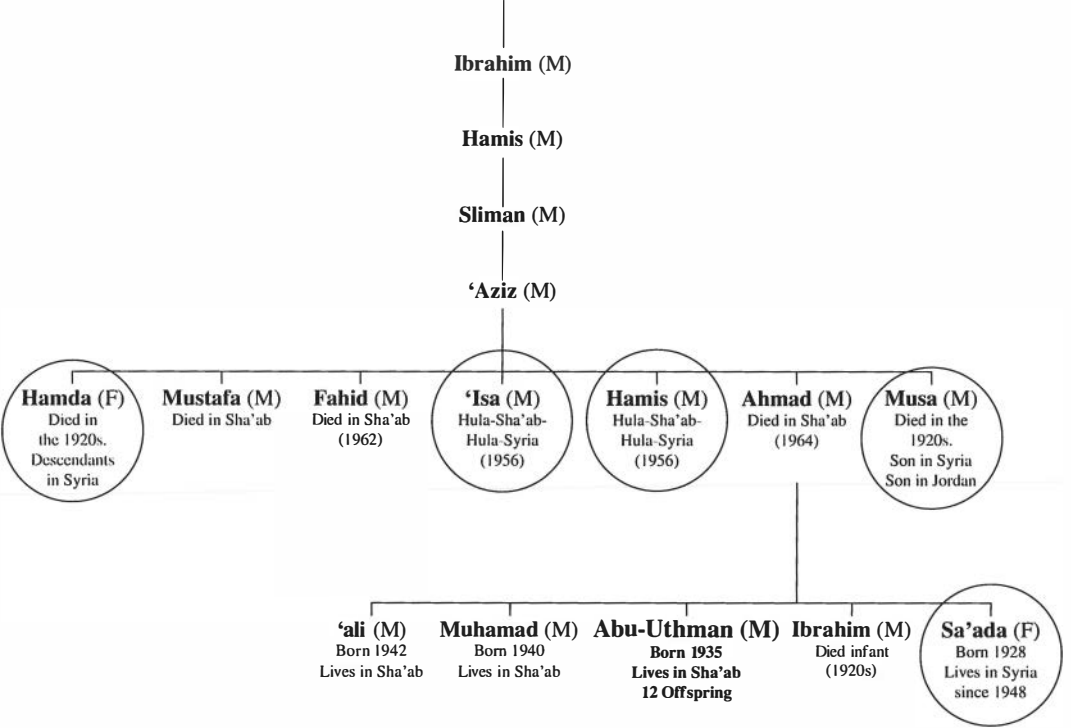 Ibrahim (M)
Hamis (M)
Sliman (M)
‘Aziz (M)
Hamda (F)
Died in
the 1920s.
Descendants
in Syria
Mustafa (M)
Died in Sha’ab
Fahid (M)
Died in Sha’ab
(1962)
‘Isa (M)
Hula-Sha’ab-
Hula-Syria
(1956)
Hamis (M)
Hula-Sha’ab-
Hula-Syria
(1956)
Ahmad (M)
Died in Sha’ab
(1964)
Musa (M)
Died in the
1920s.
Son in Syria
Son in Jordan
‘ali (M)
Born 1942
Lives in Sha’ab
Muhamad (M)
Born 1940
Lives in Sha’ab
Abu-Uthman (M)
Born 1935
Lives in Sha’ab
12 Offspring
Ibrahim (M)
Died infant
(1920s)
Sa’ada (F)
Born 1928
Lives in Syria
since 1948